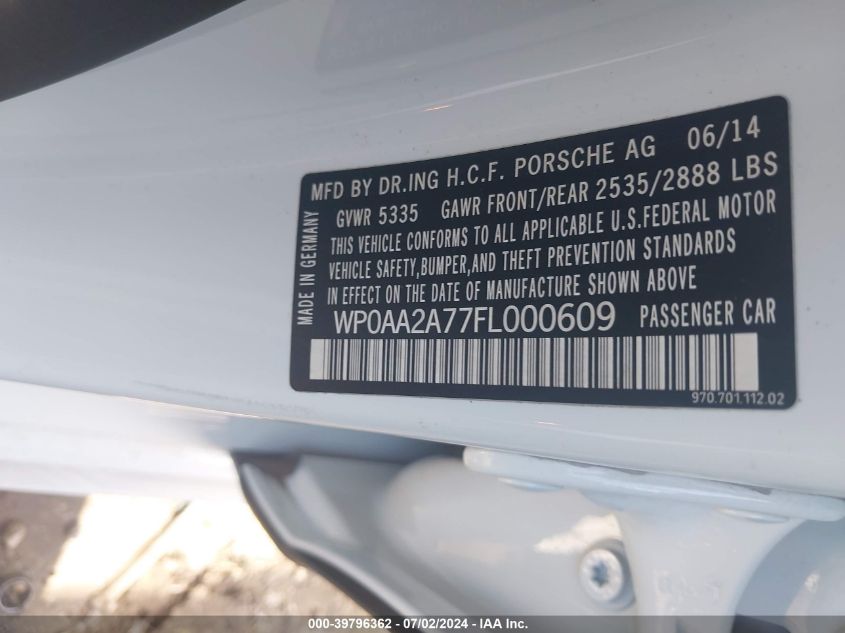 MFD BY DR.ING H.C.F. PORSCHE AG 06/14
GVWR 5335 GAWR FRONT/REAR 2535/2888 LBS
THIS VEHICLE CONFORMS TO ALL APPLICABLE U.S.FEDERAL MOTOR
VEHICLE SAFETY,BUMPER,AND THEFT PREVENTION STANDARDS
IN EFFECT ON THE DATE OF MANUFACTURE SHOWN ABOVE
MADE IN GERMANY
WP0AA2A77FL000609 PASSENGER CAR
970.701.112.02
000-39796362 - 07/02/2024 - IAA Inc.